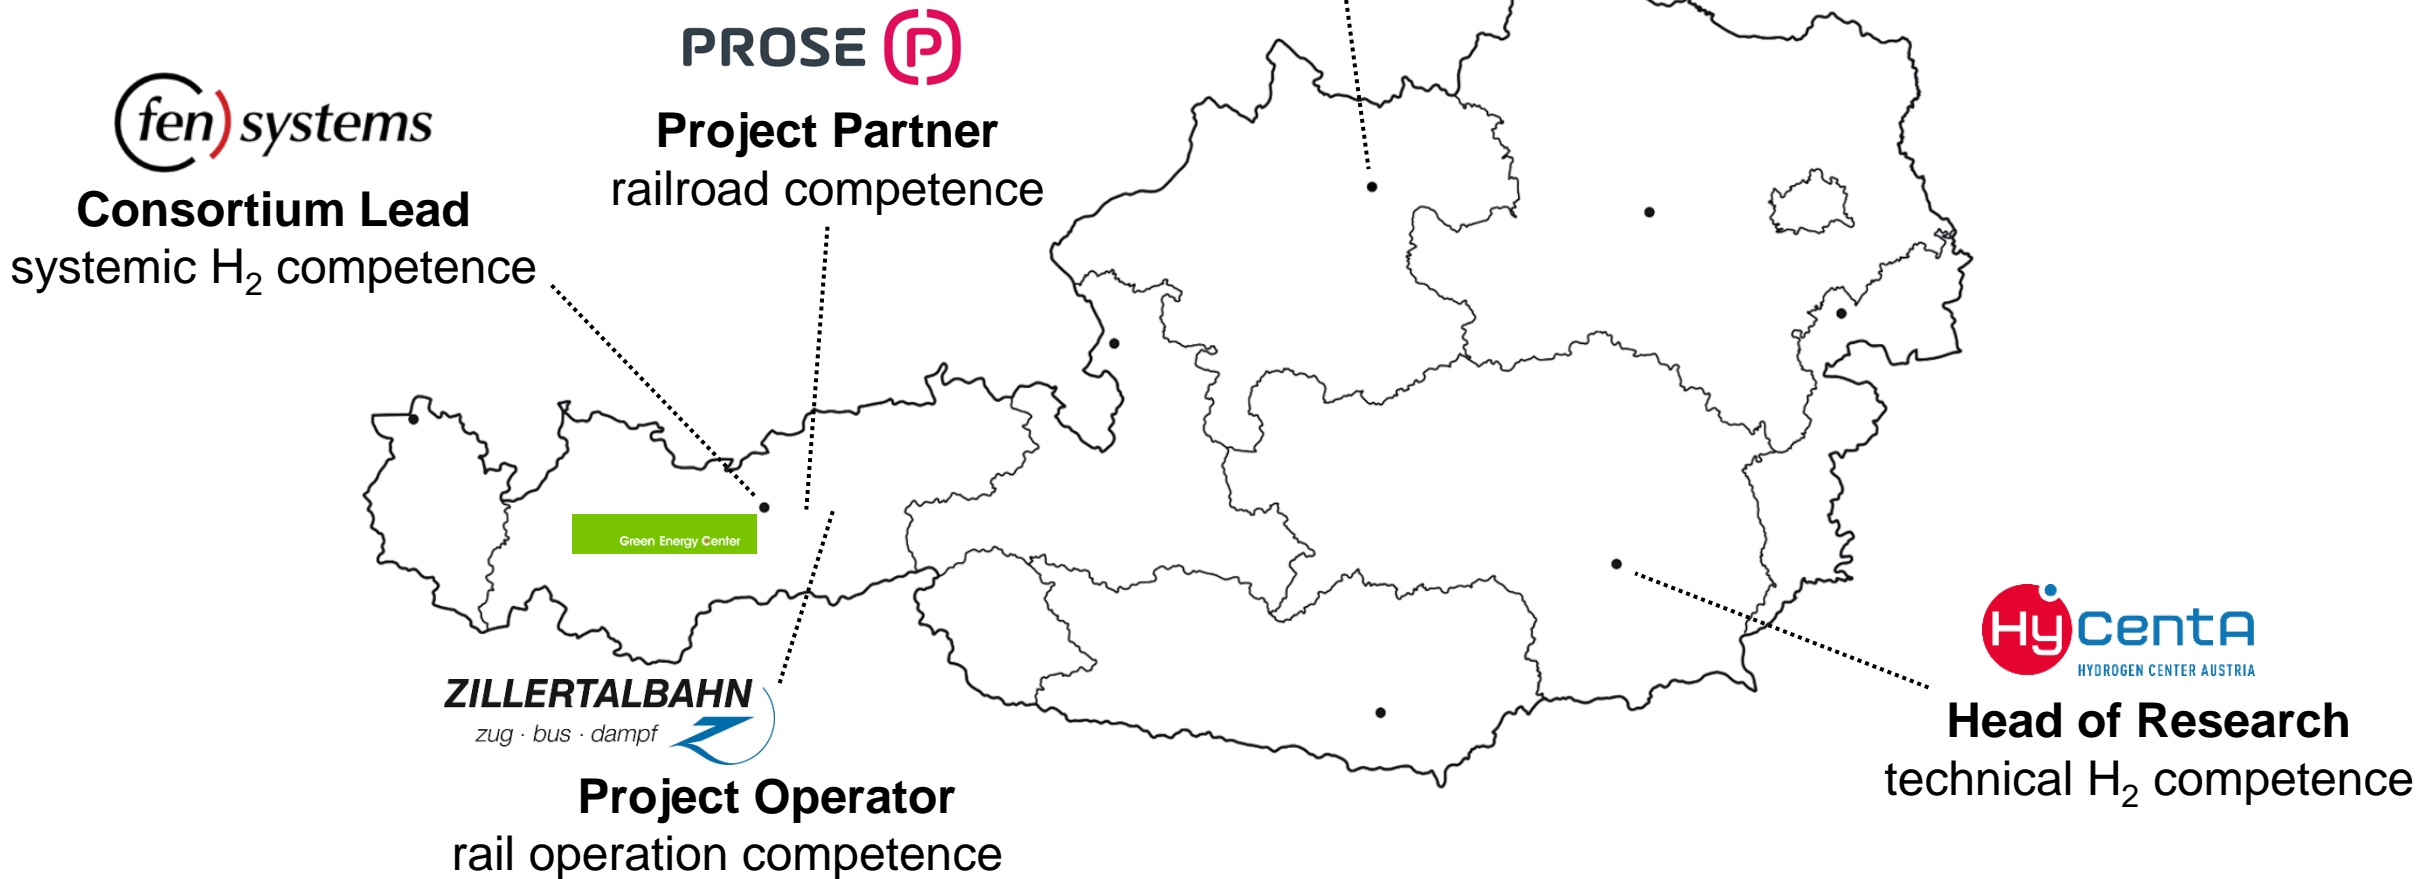 PROSE P
Project Partner
railroad competence
fen) systems
Consortium Lead
systemic H₂ competence
Green Energy Center
ZILLERTALBAHN
zug · bus · dampf
Project Operator
rail operation competence
HyCentA
HYDROGEN CENTER AUSTRIA
Head of Research
technical H₂ competence